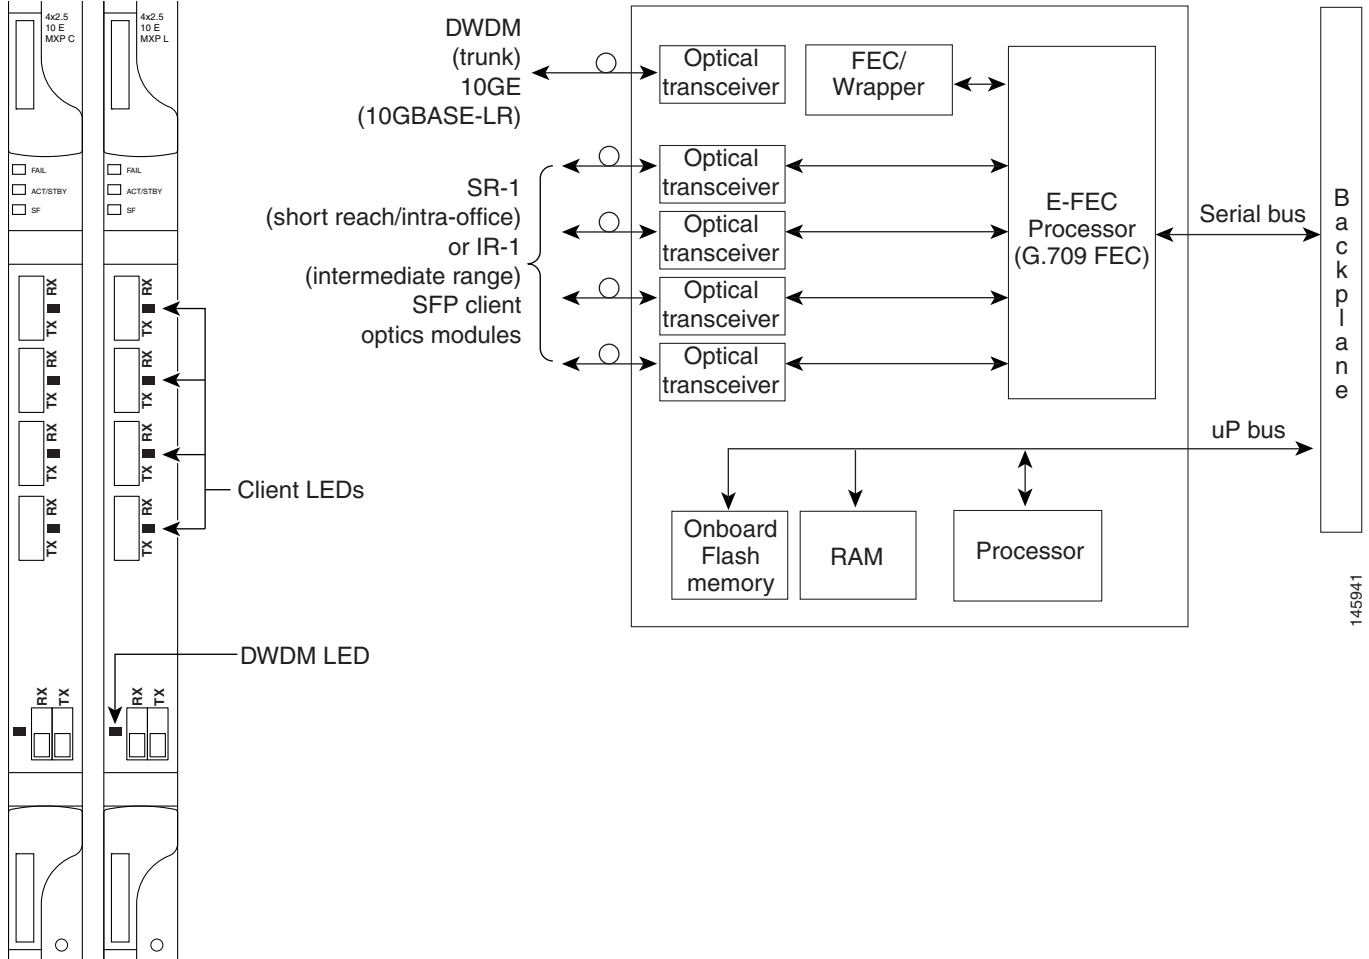 4x2.5
10 E
MXP C
4x2.5
10 E
MXP L
FAIL
ACT/STBY
SF
FAIL
ACT/STBY
SF
RX
TX
RX
TX
RX
TX
RX
TX
RX
TX
RX
TX
RX
TX
RX
TX
Client LEDs
DWDM LED
RX
TX
RX
TX
DWDM
(trunk)
10GE
(10GBASE-LR)
SR-1
(short reach/intra-office)
or IR-1
(intermediate range)
SFP client
optics modules
Optical
transceiver
FEC/
Wrapper
Optical
transceiver
Optical
transceiver
Optical
transceiver
Optical
transceiver
E-FEC
Processor
(G.709 FEC)
Serial bus
uP bus
Onboard
Flash
memory
RAM
Processor
Backplane
145941